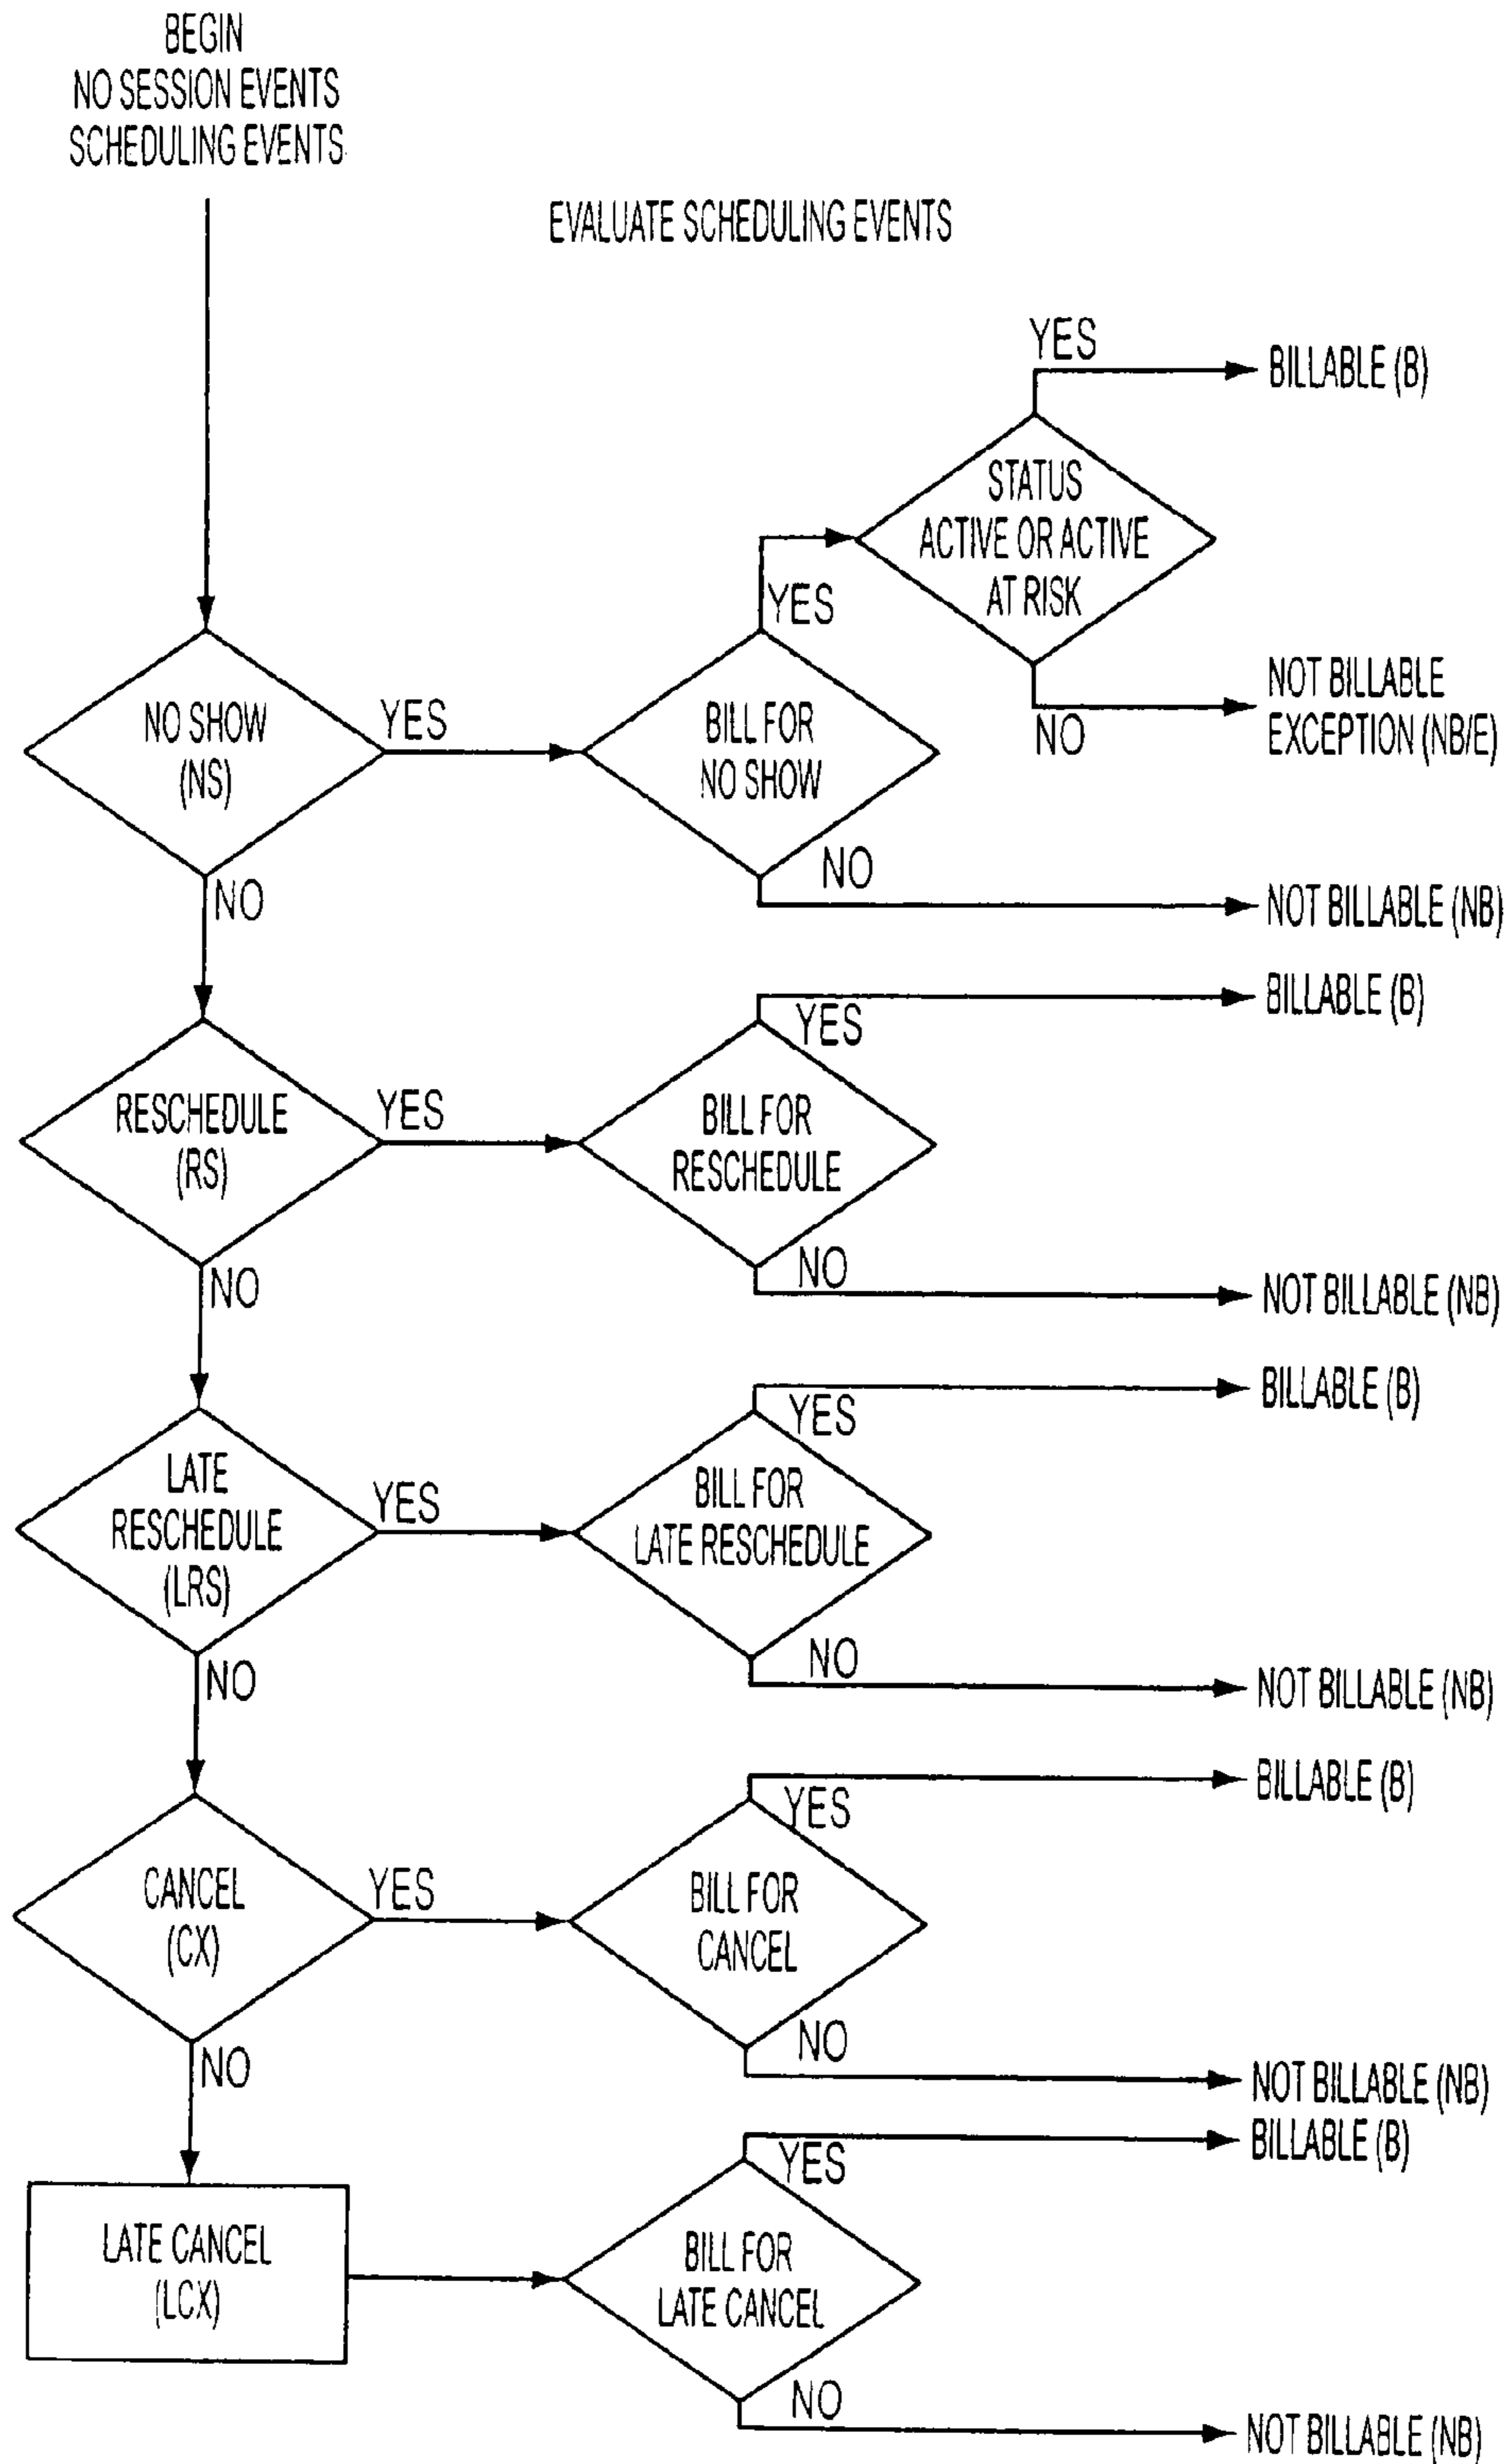 BEGIN
NO SESSION EVENTS
SCHEDULING EVENTS
EVALUATE SCHEDULING EVENTS
YES
BILLABLE (B)
STATUS
ACTIVE OR ACTIVE
AT RISK
YES
NO
NOT BILLABLE
EXCEPTION (NB/E)
NO SHOW
(NS)
YES
BILL FOR
NO SHOW
NO
NOT BILLABLE (NB)
NO
BILLABLE (B)
YES
RESCHEDULE
(RS)
YES
BILL FOR
RESCHEDULE
NO
NOT BILLABLE (NB)
NO
BILLABLE (B)
YES
LATE
RESCHEDULE
(LRS)
YES
BILL FOR
LATE RESCHEDULE
NO
NOT BILLABLE (NB)
NO
BILLABLE (B)
YES
CANCEL
(CX)
YES
BILL FOR
CANCEL
NO
NOT BILLABLE (NB)
NO
BILLABLE (B)
YES
LATE CANCEL
(LCX)
BILL FOR
LATE CANCEL
NO
NOT BILLABLE (NB)